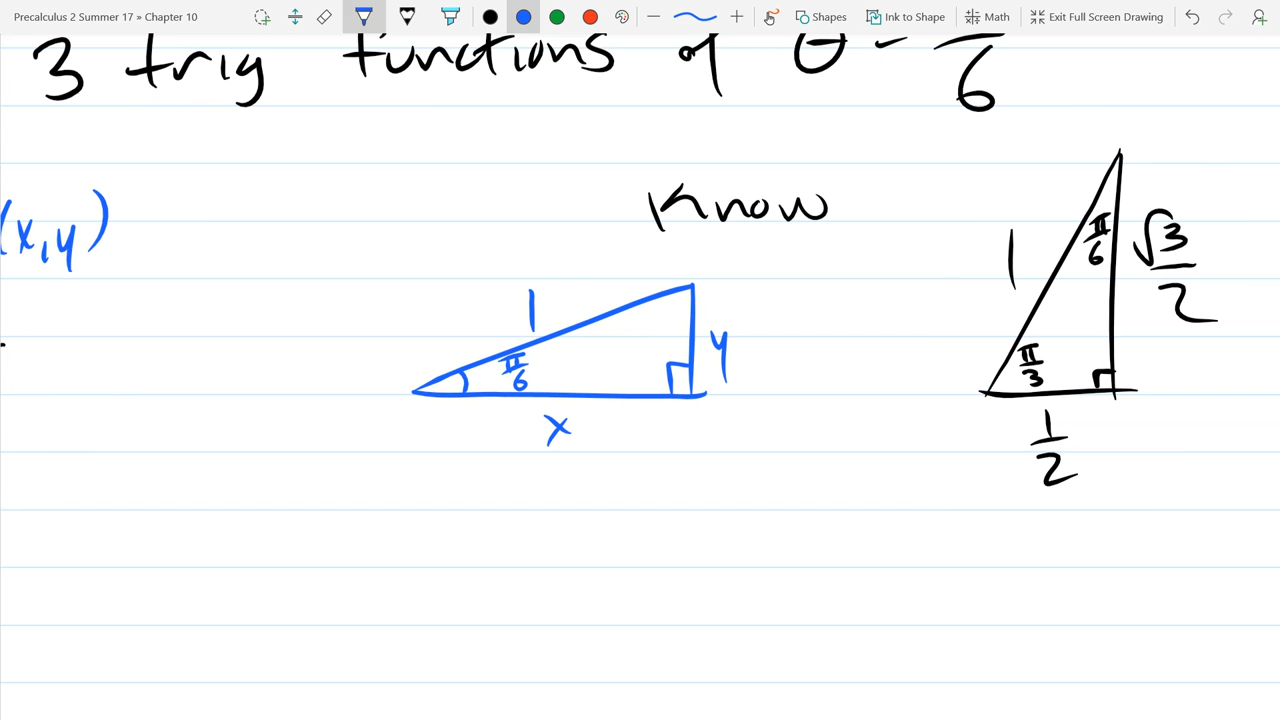 Precalculus 2 Summer 17 » Chapter 10
Shapes
Ink to Shape
Math
Exit Full Screen Drawing
3 trig functions of θ = — 6
(x,y)
Know
1
π/6
y
x
1
π/6
√3/2
π/3
1/2